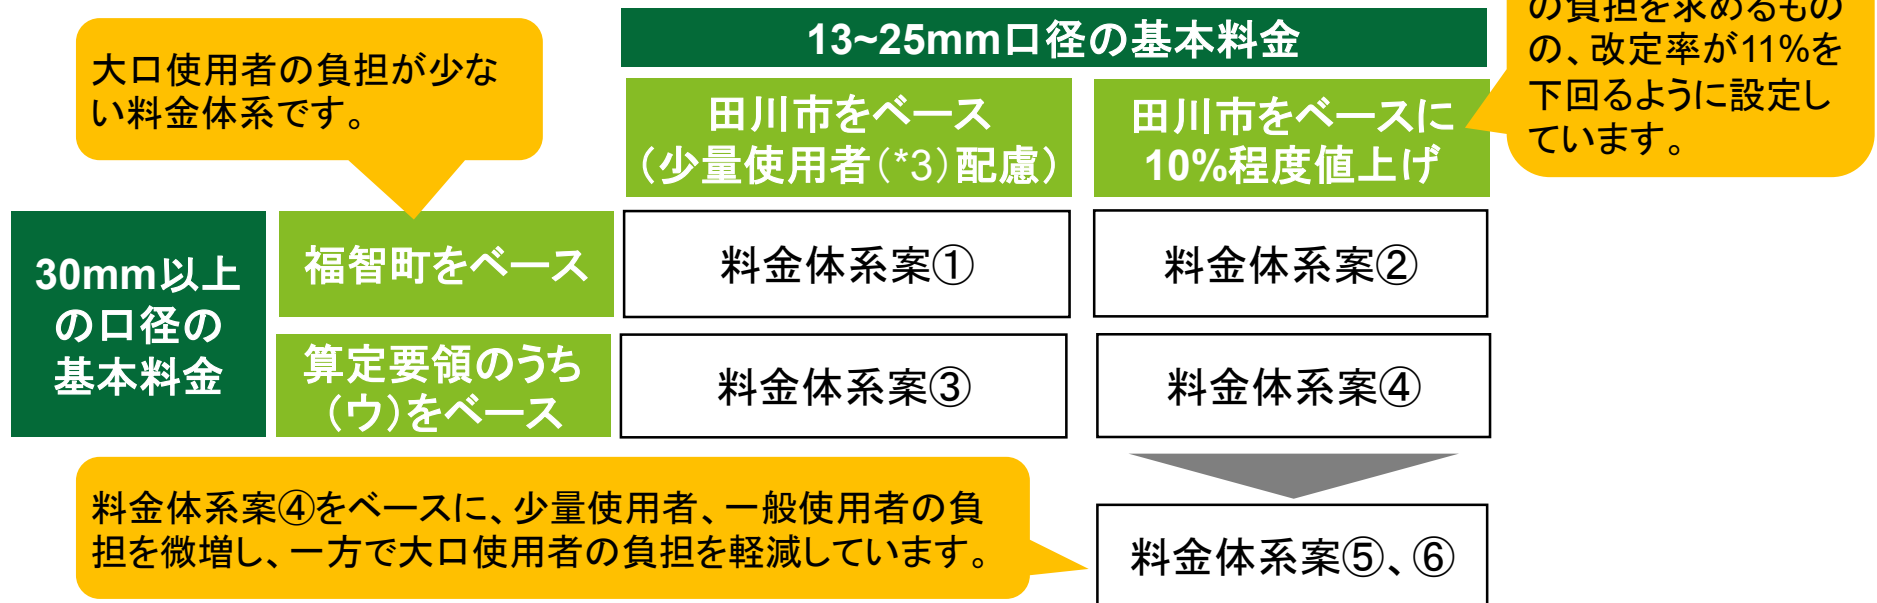 大口使用者の負担が少な
い料金体系です。
13~25mm口径の基本料金
の負担を求めるもの
の、改定率が11%を
下回るように設定し
ています。
田川市をベース
（少量使用者（*3）配慮）
田川市をベースに
10%程度値上げ
30mm以上
の口径の
基本料金
福智町をベース
料金体系案①
料金体系案②
算定要領のうち
（ウ）をベース
料金体系案③
料金体系案④
料金体系案④をベースに、少量使用者、一般使用者の負
担を微増し、一方で大口使用者の負担を軽減しています。
料金体系案⑤、⑥